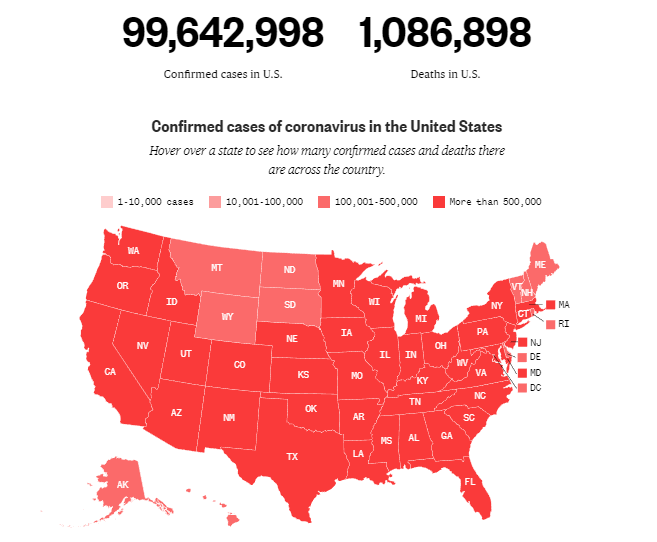 99,642,998 1,086,898
Confirmed cases in U.S. Deaths in U.S.
Confirmed cases of coronavirus in the United States
Hover over a state to see how many confirmed cases and deaths there
are across the country.
1-10,000 cases 10,001-100,000 100,001-500,000 More than 500,000
WA
MT
ND
ME
OR
ID
WY
SD
MN
WI
MI
VT
NH
NY
MA
CT
RI
NV
UT
CO
NE
IA
IL
IN
OH
PA
NJ
DE
CA
KS
MO
KY
WV
VA
MD
DC
AZ
NM
OK
AR
TN
NC
SC
TX
LA
MS
AL
GA
FL
AK